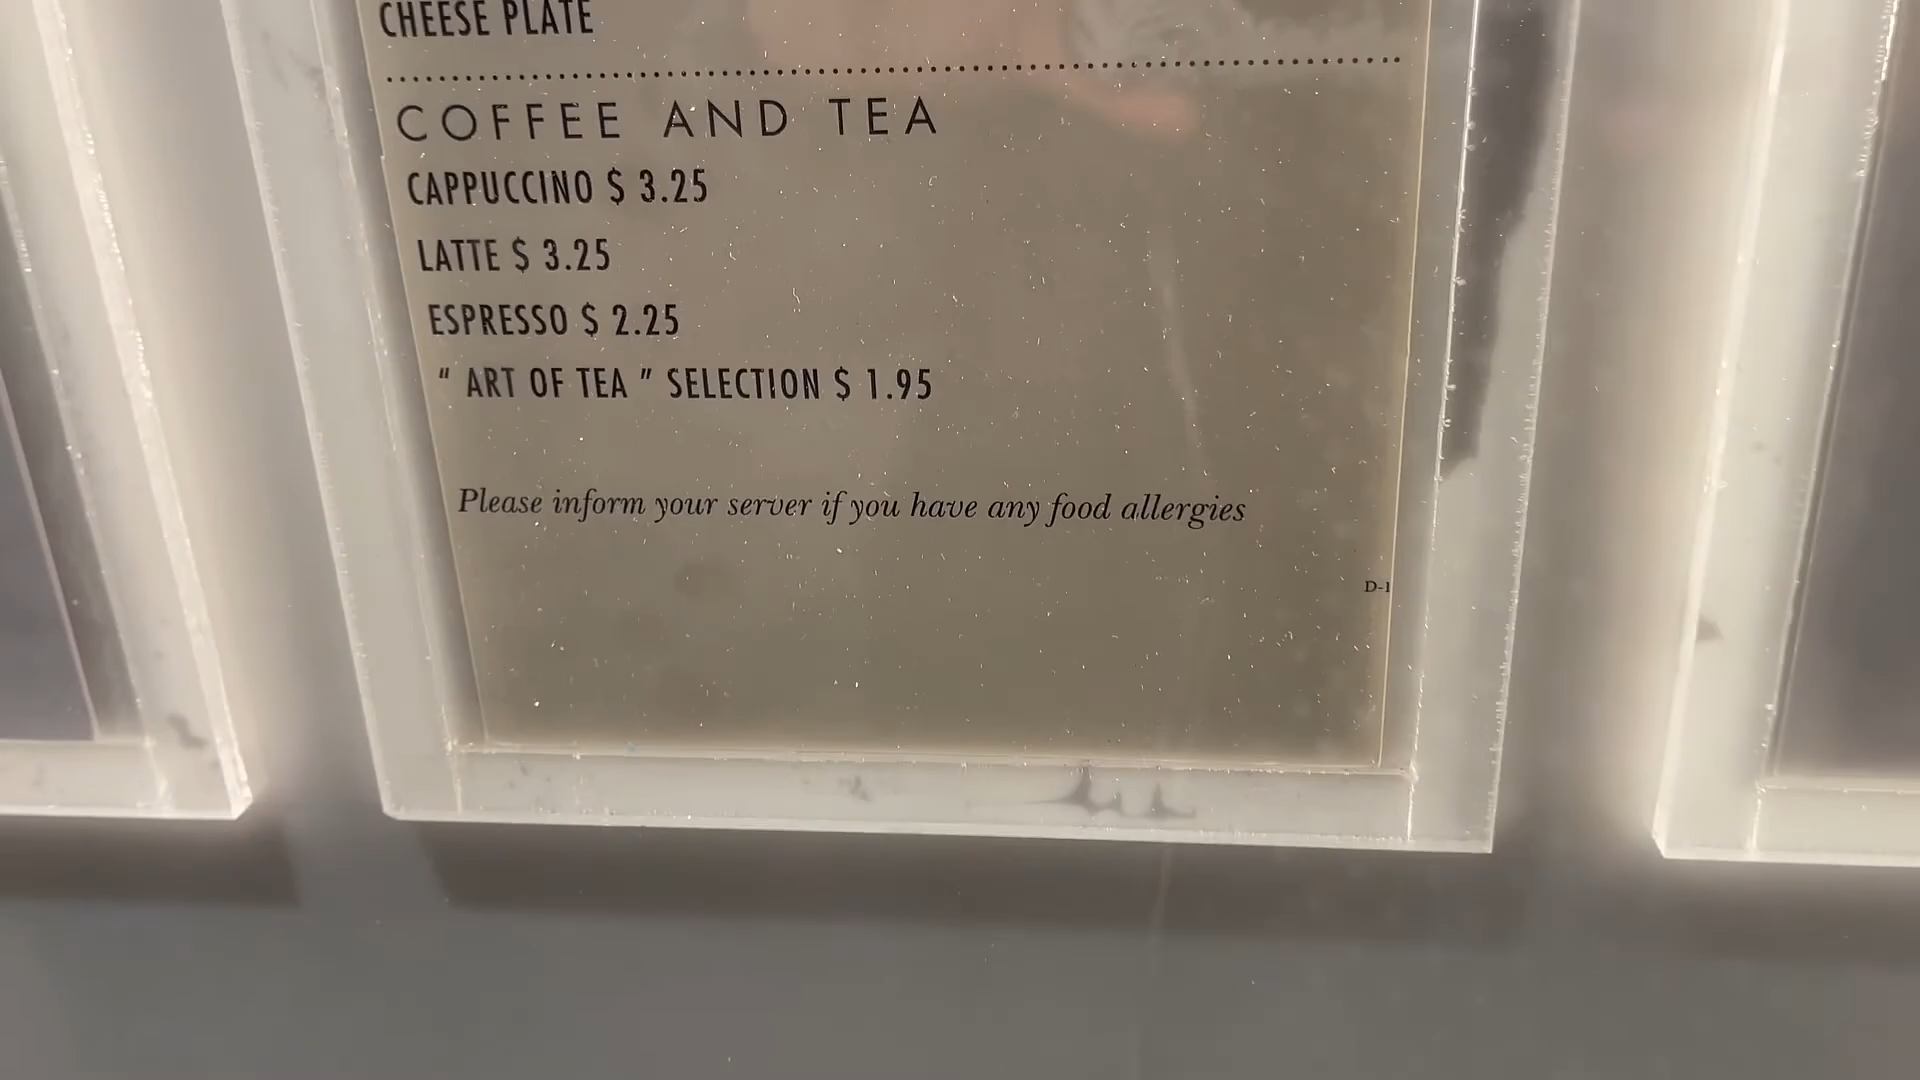 CHEESE PLATE
COFFEE AND TEA
CAPPUCCINO $ 3.25
LATTE $ 3.25
ESPRESSO $ 2.25
“ ART OF TEA ” SELECTION $ 1.95
Please inform your server if you have any food allergies
D-1